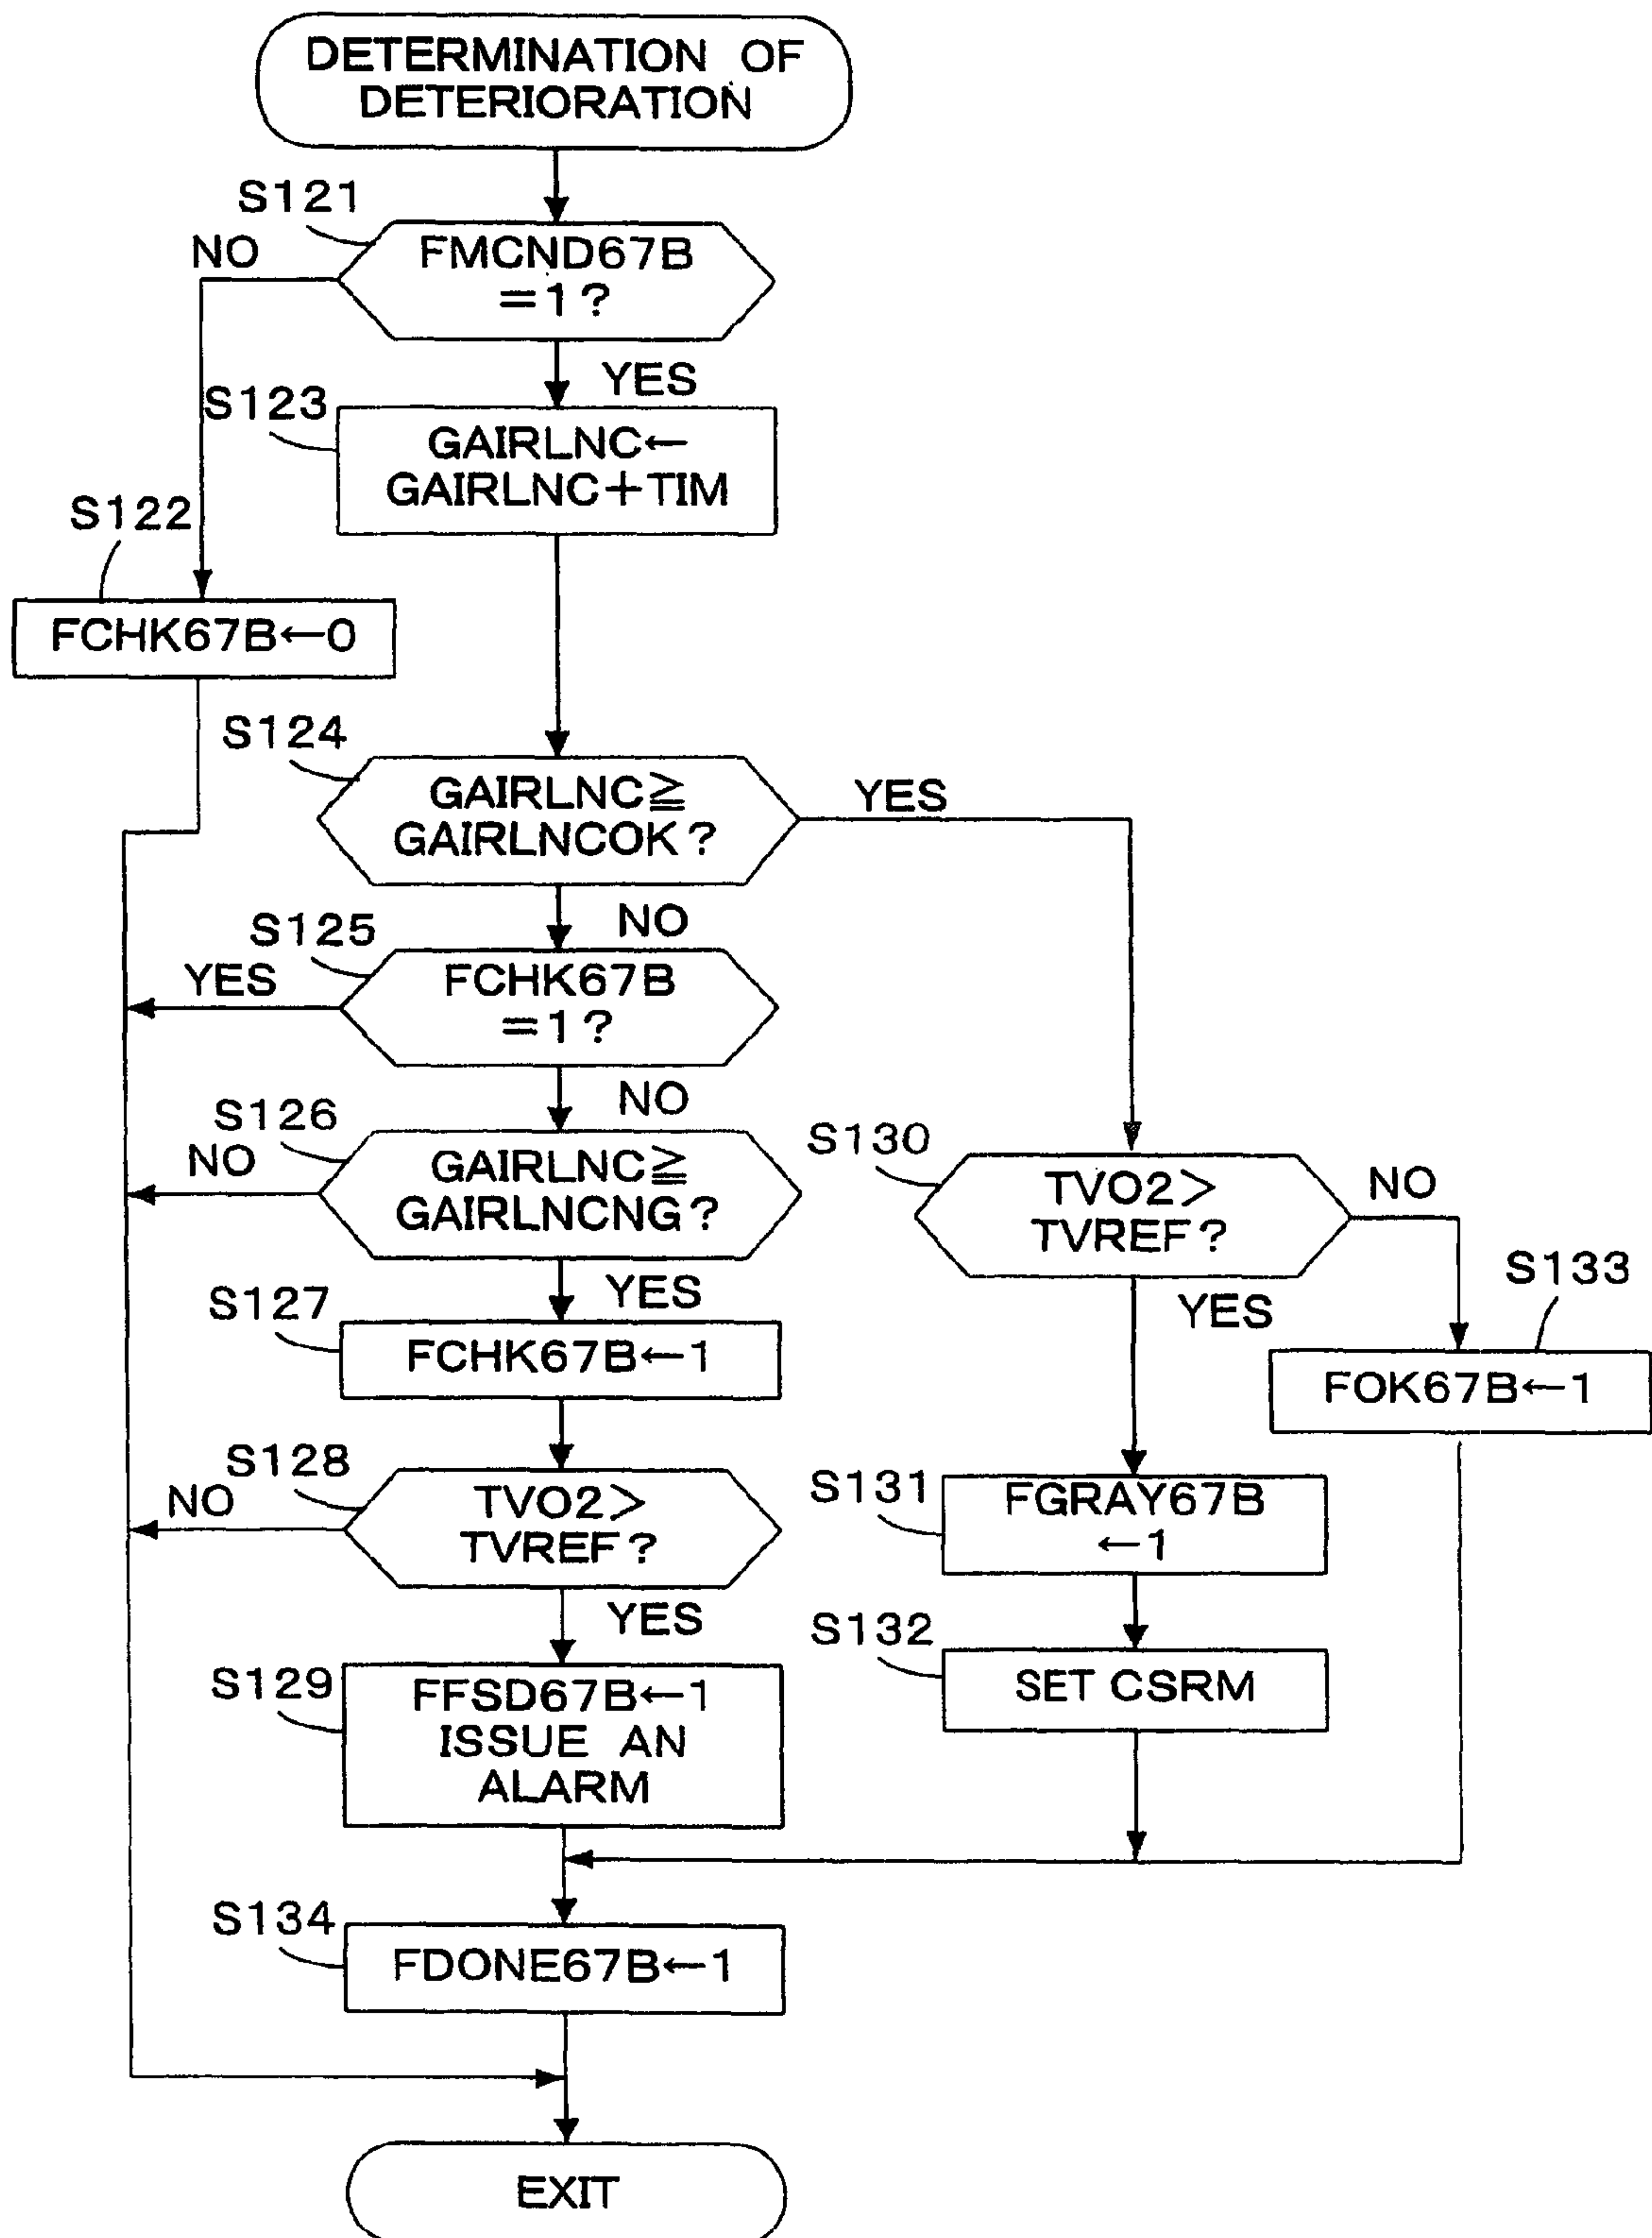 DETERMINATION OF
DETERIORATION
S121
NO
FMCND67B
=1?
YES
S123
GAIRLNC←
GAIRLNC+TIM
S122
FCHK67B←0
S124
GAIRLNC≧
GAIRLNCOK?
YES
NO
S125
YES
FCHK67B
=1?
NO
S126
NO
GAIRLNC≧
GAIRLNCNG?
YES
S130
TVO2>
TVREF?
NO
YES
S133
FOK67B←1
S127
FCHK67B←1
S128
NO
TVO2>
TVREF?
YES
S131
FGRAY67B
←1
S132
SET CSRM
S129
FFSD67B←1
ISSUE AN
ALARM
S134
FDONE67B←1
EXIT